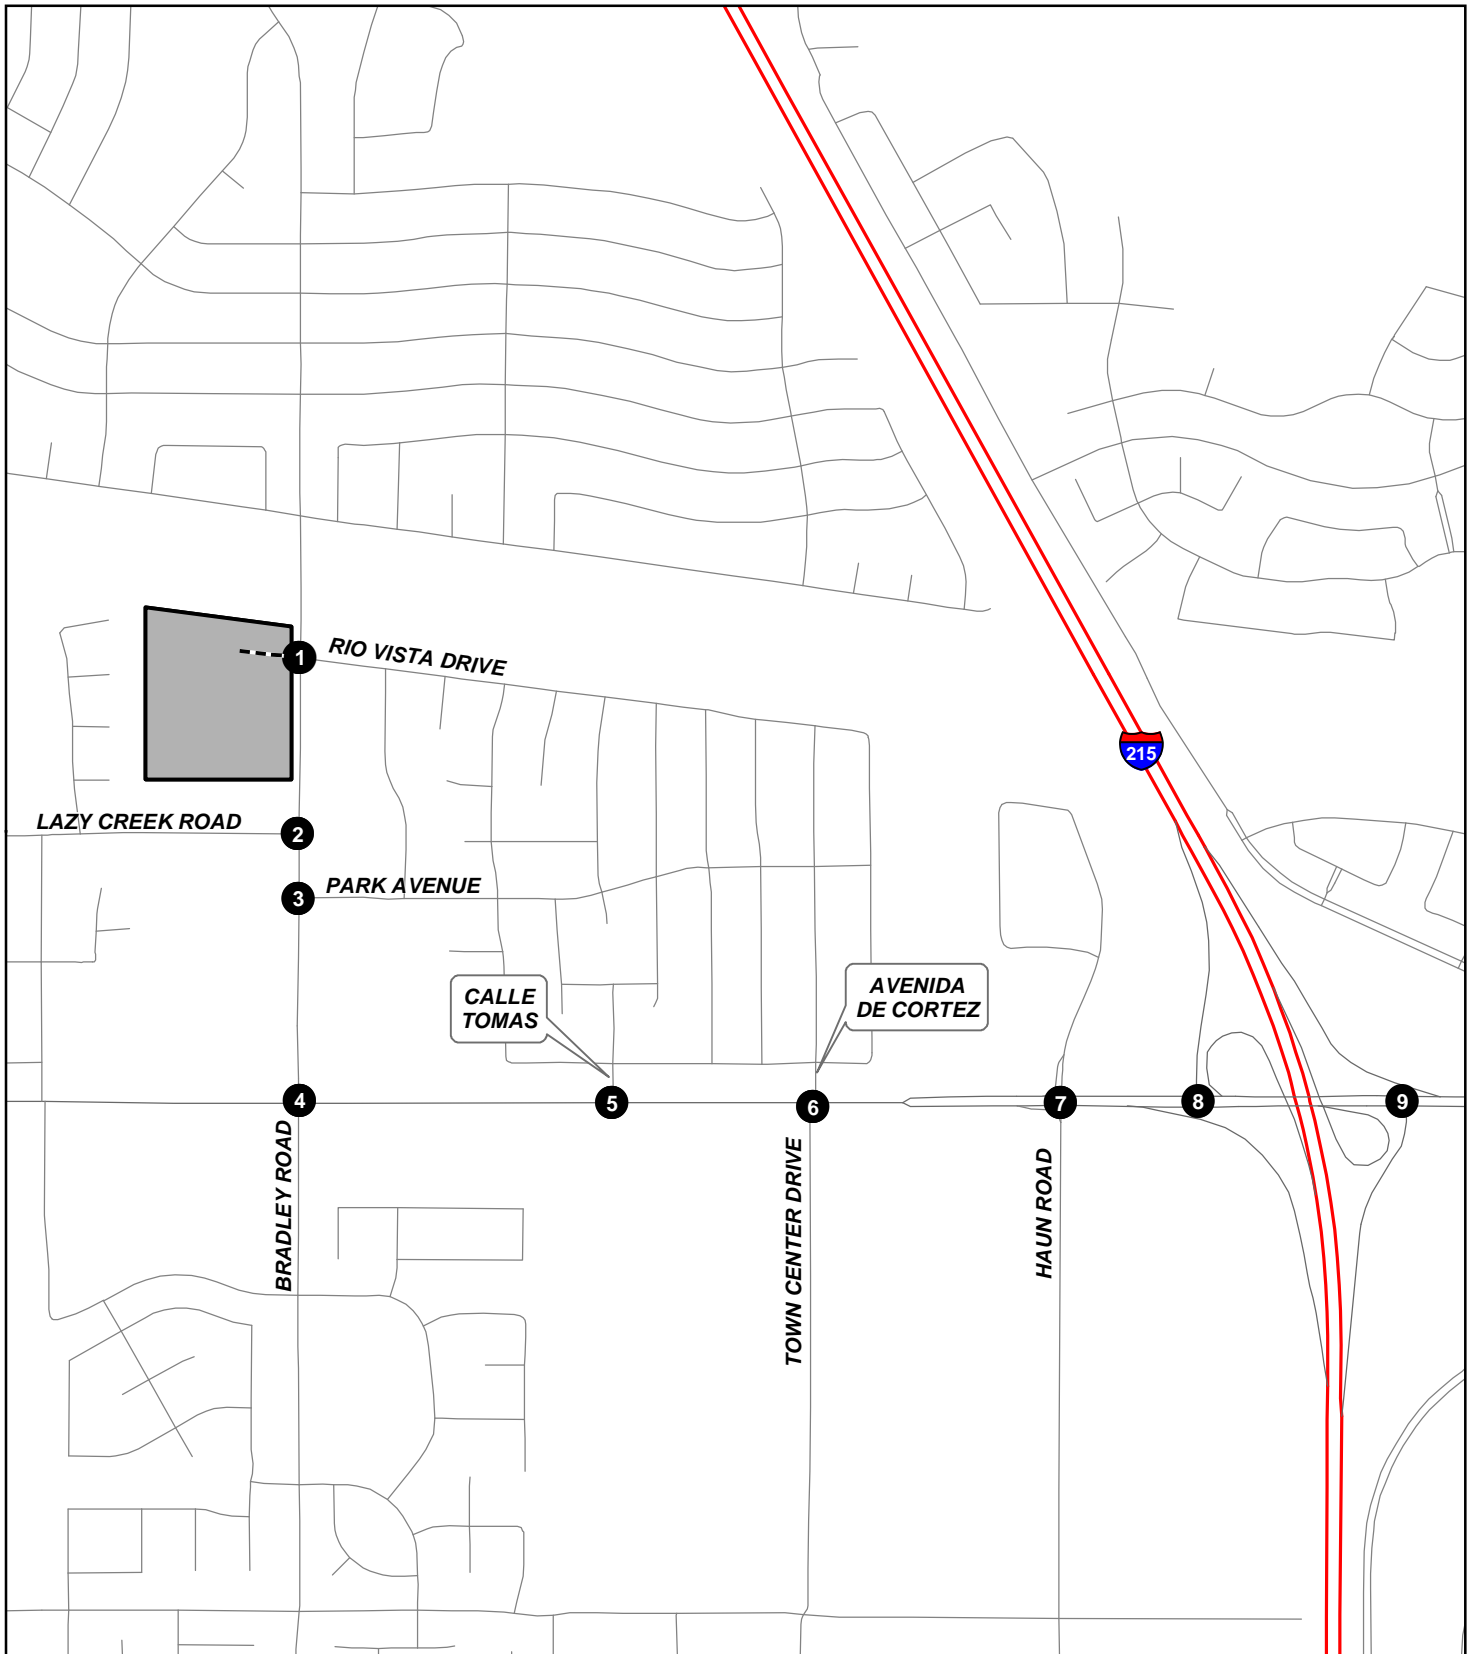 1
RIO VISTA DRIVE
215
LAZY CREEK ROAD
2
3
PARK AVENUE
CALLE
TOMAS
AVENIDA
DE CORTEZ
4
5
6
7
8
9
BRADLEY ROAD
TOWN CENTER DRIVE
HAUN ROAD